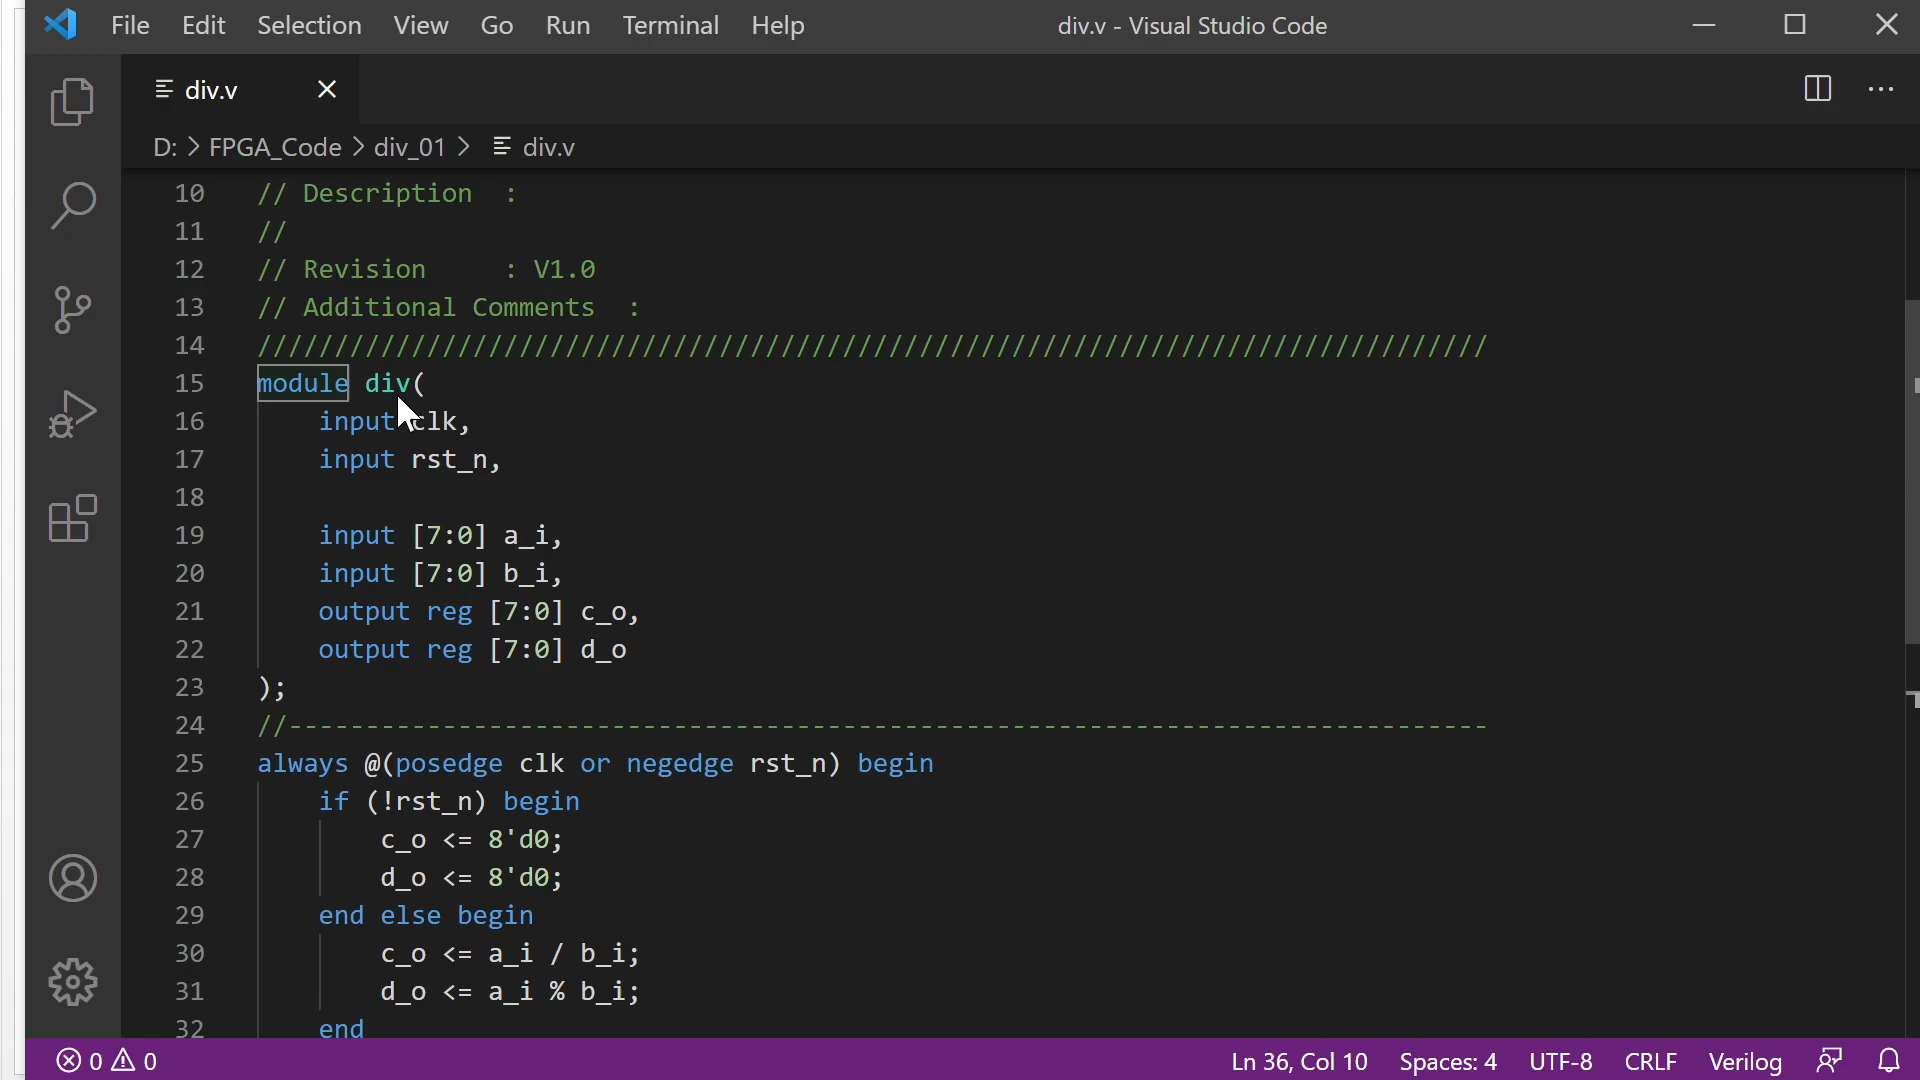 File Edit Selection View Go Run Terminal Help div.v - Visual Studio Code
div.v
D: > FPGA_Code > div_01 > div.v
10 // Description :
11 //
12 // Revision : V1.0
13 // Additional Comments :
14 ////////////////////////////////////////////////////////////////////////////////
15 module div(
16 input clk,
17 input rst_n,
18
19 input [7:0] a_i,
20 input [7:0] b_i,
21 output reg [7:0] c_o,
22 output reg [7:0] d_o
23 );
24 //------------------------------------------------------------------------------
25 always @(posedge clk or negedge rst_n) begin
26 if (!rst_n) begin
27 c_o <= 8'd0;
28 d_o <= 8'd0;
29 end else begin
30 c_o <= a_i / b_i;
31 d_o <= a_i % b_i;
32 end
0 0 Ln 36, Col 10 Spaces: 4 UTF-8 CRLF Verilog